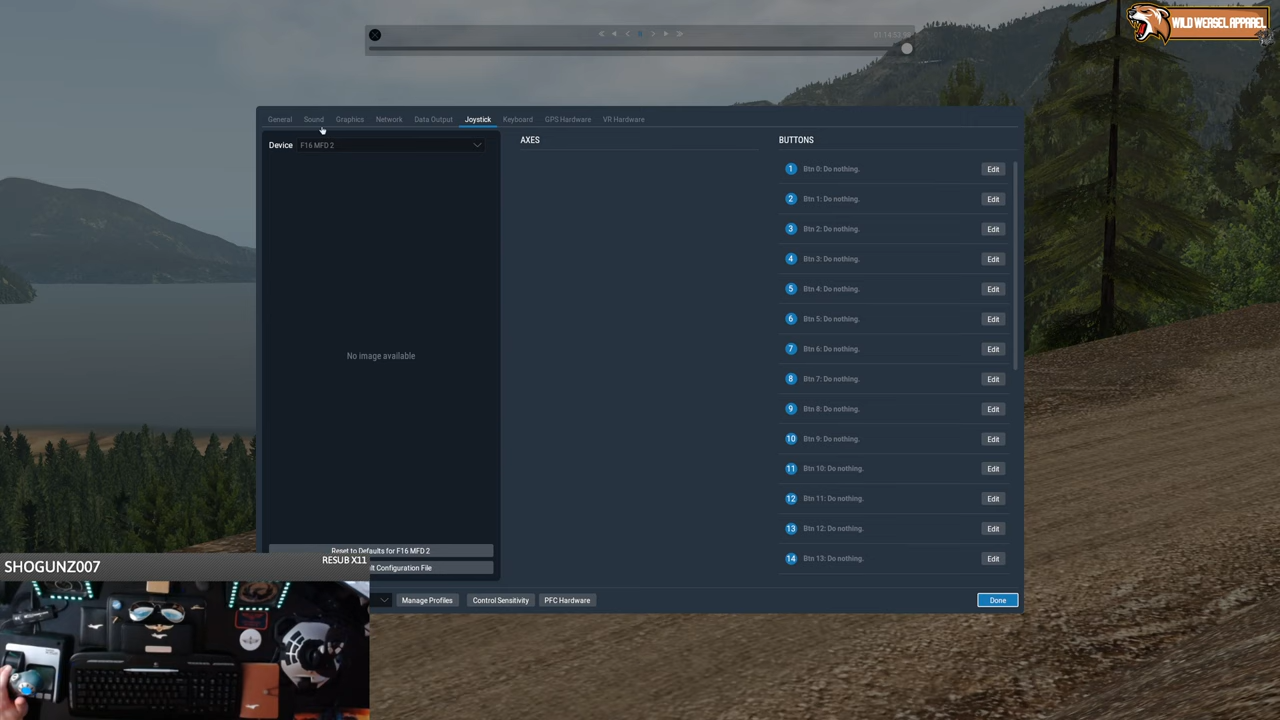 WILD WEASEL APPAREL
01:14:52.98
General Sound Graphics Network Data Output Joystick Keyboard GPS Hardware VR Hardware
Device F16 MFD 2
No image available
Reset to Defaults for F16 MFD 2
lt Configuration File
AXES
BUTTONS
1 Btn 0: Do nothing. Edit
2 Btn 1: Do nothing. Edit
3 Btn 2: Do nothing. Edit
4 Btn 3: Do nothing. Edit
5 Btn 4: Do nothing. Edit
6 Btn 5: Do nothing. Edit
7 Btn 6: Do nothing. Edit
8 Btn 7: Do nothing. Edit
9 Btn 8: Do nothing. Edit
10 Btn 9: Do nothing. Edit
11 Btn 10: Do nothing. Edit
12 Btn 11: Do nothing. Edit
13 Btn 12: Do nothing. Edit
14 Btn 13: Do nothing. Edit
Manage Profiles Control Sensitivity PFC Hardware Done
SHOGUNZ007 RESUB X11